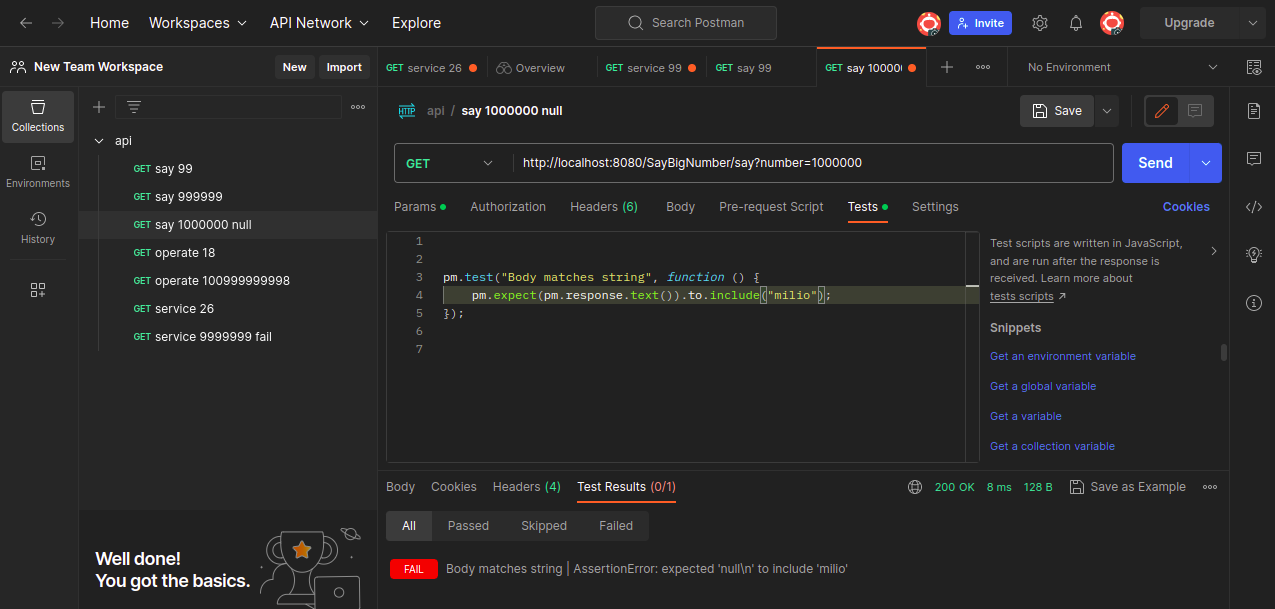 Home Workspaces API Network Explore Search Postman Invite Upgrade
New Team Workspace New Import GET service 26 Overview GET service 99 GET say 99 GET say 10000 No Environment
Collections
Environments
History
api
GET say 99
GET say 999999
GET say 1000000 null
GET operate 18
GET operate 100999999998
GET service 26
GET service 9999999 fail
Well done!
You got the basics.
HTTP api / say 1000000 null Save
GET http://localhost:8080/SayBigNumber/say?number=1000000 Send
Params Authorization Headers (6) Body Pre-request Script Tests Settings Cookies
1
2
3 pm.test("Body matches string", function () {
4 pm.expect(pm.response.text()).to.include("milio");
5 });
6
7
Test scripts are written in JavaScript,
and are run after the response is
received. Learn more about
tests scripts ↗
Snippets
Get an environment variable
Get a global variable
Get a variable
Get a collection variable
Body Cookies Headers (4) Test Results (0/1) 200 OK 8 ms 128 B Save as Example
All Passed Skipped Failed
FAIL Body matches string | AssertionError: expected 'null\n' to include 'milio'